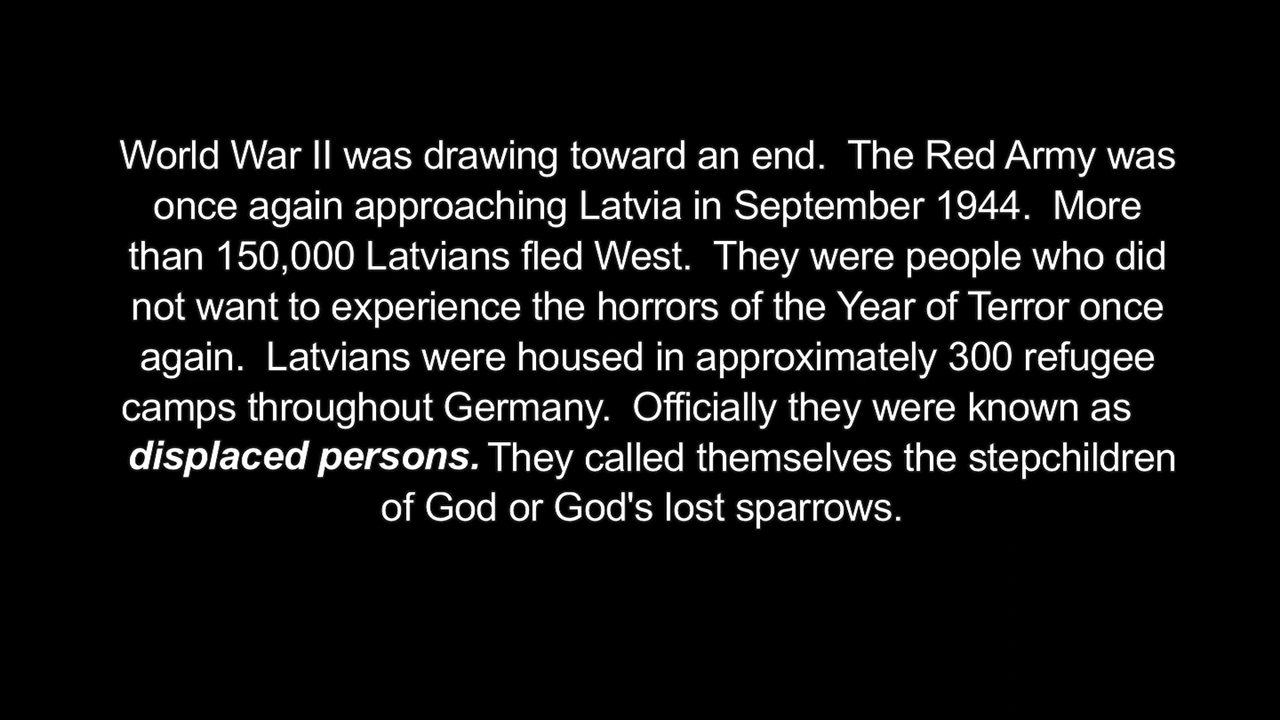 World War II was drawing toward an end.  The Red Army was
once again approaching Latvia in September 1944.  More
than 150,000 Latvians fled West.  They were people who did
not want to experience the horrors of the Year of Terror once
again.  Latvians were housed in approximately 300 refugee
camps throughout Germany.  Officially they were known as
displaced persons. They called themselves the stepchildren
of God or God's lost sparrows.